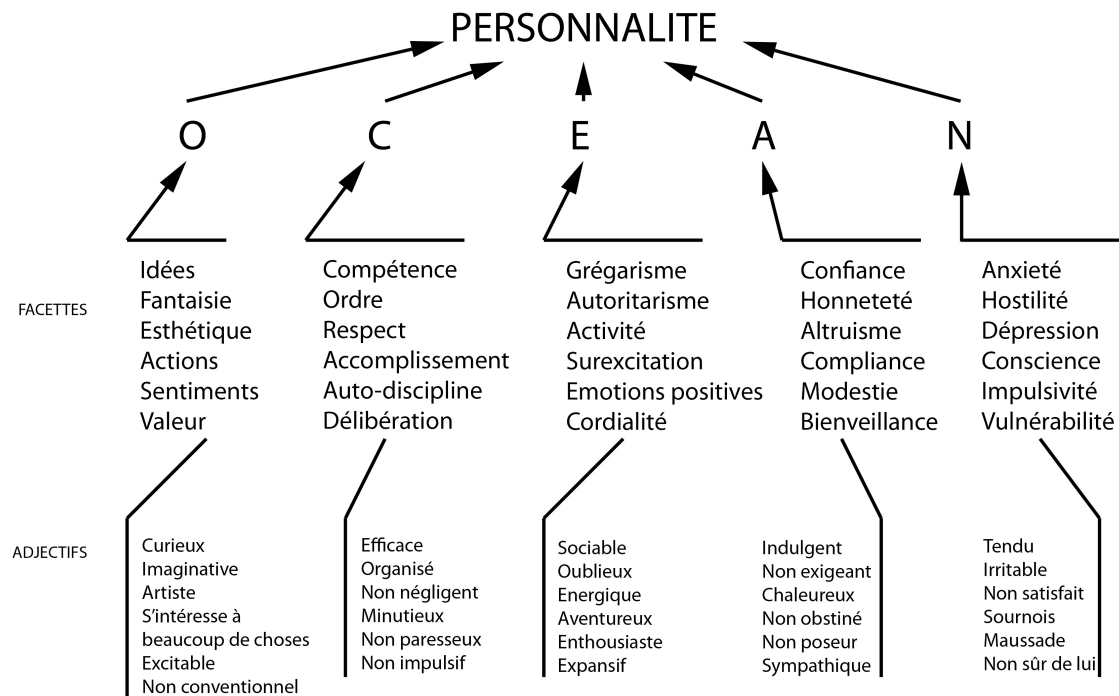 PERSONNALITE
O
C
E
A
N
FACETTES
Idées
Fantaisie
Esthétique
Actions
Sentiments
Valeur
Compétence
Ordre
Respect
Accomplissement
Auto-discipline
Délibération
Grégarisme
Autoritarisme
Activité
Surexcitation
Emotions positives
Cordialité
Confiance
Honneteté
Altruisme
Compliance
Modestie
Bienveillance
Anxieté
Hostilité
Dépression
Conscience
Impulsivité
Vulnérabilité
ADJECTIFS
Curieux
Imaginative
Artiste
S'intéresse à
beaucoup de choses
Excitable
Non conventionnel
Efficace
Organisé
Non négligent
Minutieux
Non paresseux
Non impulsif
Sociable
Oublieux
Energique
Aventureux
Enthousiaste
Expansif
Indulgent
Non exigeant
Chaleureux
Non obstiné
Non poseur
Sympathique
Tendu
Irritable
Non satisfait
Sournois
Maussade
Non sûr de lui